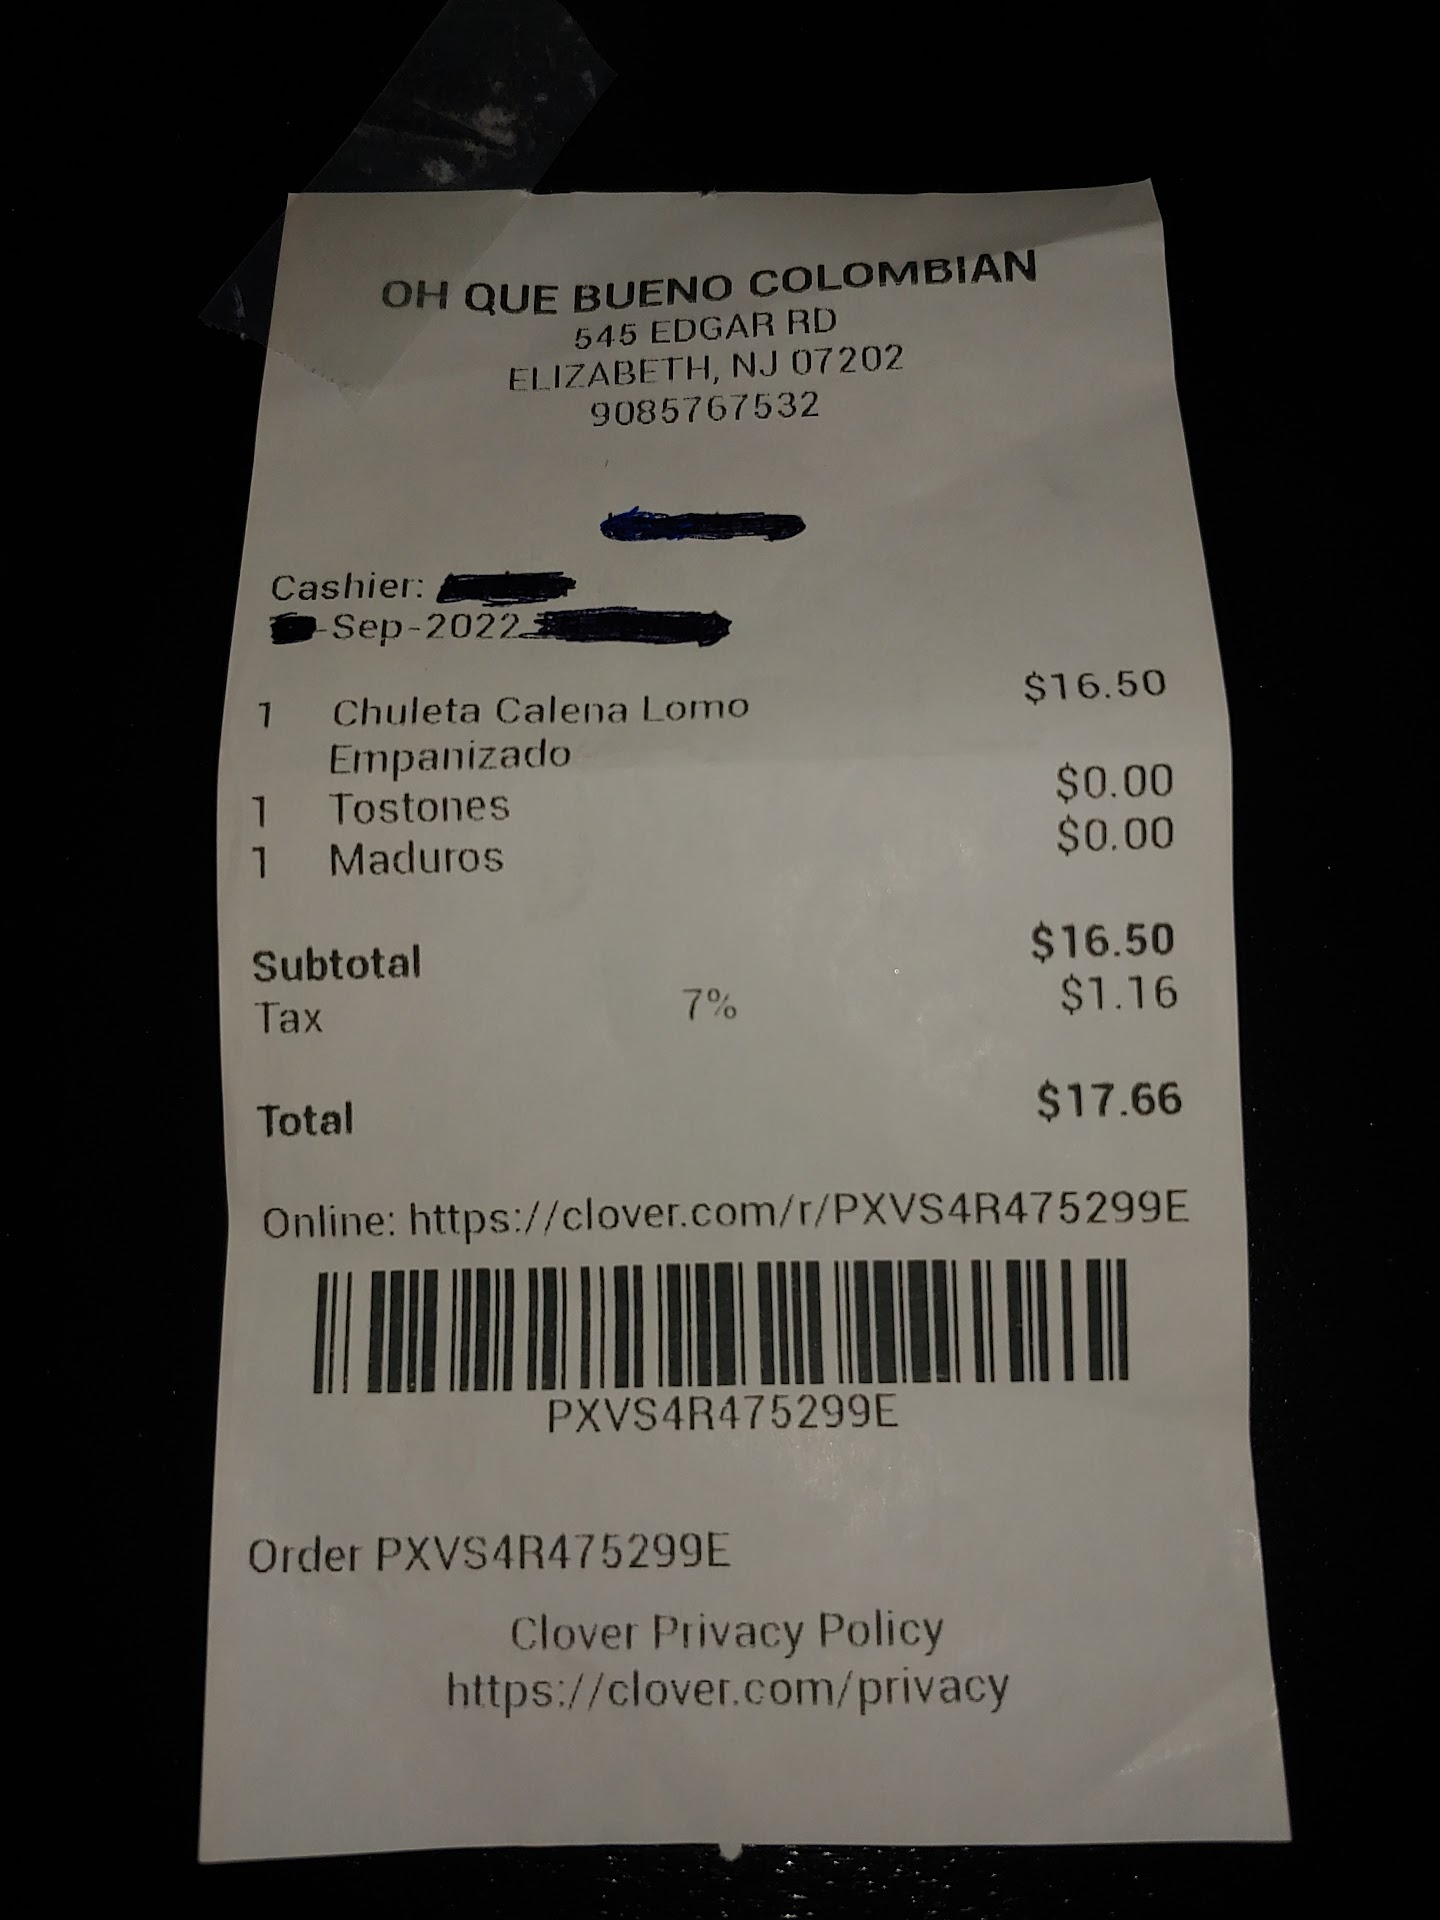 OH QUE BUENO COLOMBIAN
545 EDGAR RD
ELIZABETH, NJ 07202
9085767532
Cashier:
-Sep-2022
1 Chuleta Calena Lomo $16.50
Empanizado
1 Tostones $0.00
1 Maduros $0.00
Subtotal $16.50
Tax 7% $1.16
Total $17.66
Online: https://clover.com/r/PXVS4R475299E
PXVS4R475299E
Order PXVS4R475299E
Clover Privacy Policy
https://clover.com/privacy